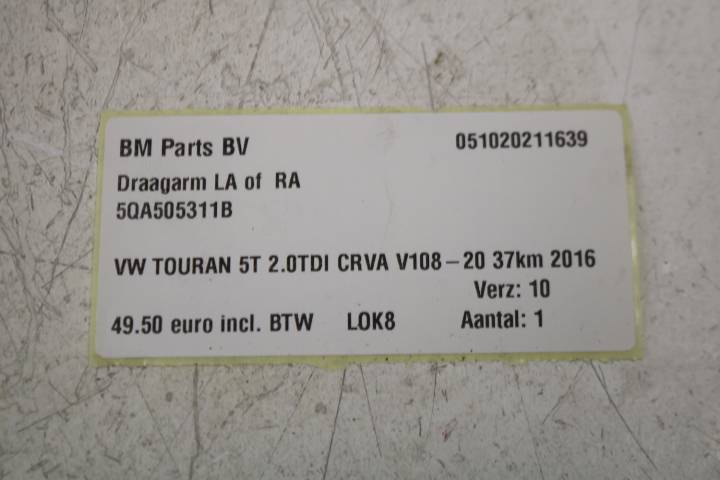 BM Parts BV 051020211639
Draagarm LA of RA
5QA505311B
VW TOURAN 5T 2.0TDI CRVA V108-20 37km 2016
Verz: 10
49.50 euro incl. BTW LOK8 Aantal: 1